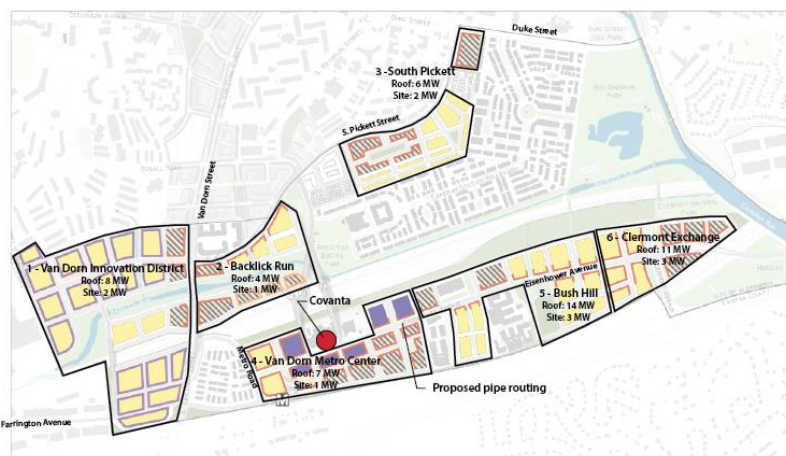 Duke Street
3 -South Pickett
Roof: 6 MW
Site: 2 MW
S. Pickett Street
Van Dorn Street
6 - Clermont Exchange
Roof: 11 MW
Site: 3 MW
1 - Van Dorn Innovation District
Roof: 8 MW
Site: 2 MW
2 - Backlick Run
Roof: 4 MW
Site: 1 MW
Eisenhower Avenue
5 - Bush Hill
Roof: 14 MW
Site: 3 MW
Covanta
4 - Van Dorn Metro Center
Roof: 7 MW
Site: 1 MW
Metro Road
Proposed pipe routing
Farrington Avenue